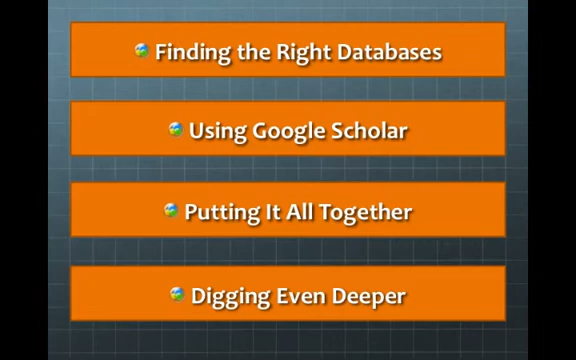 Finding the Right Databases
Using Google Scholar
Putting It All Together
Digging Even Deeper